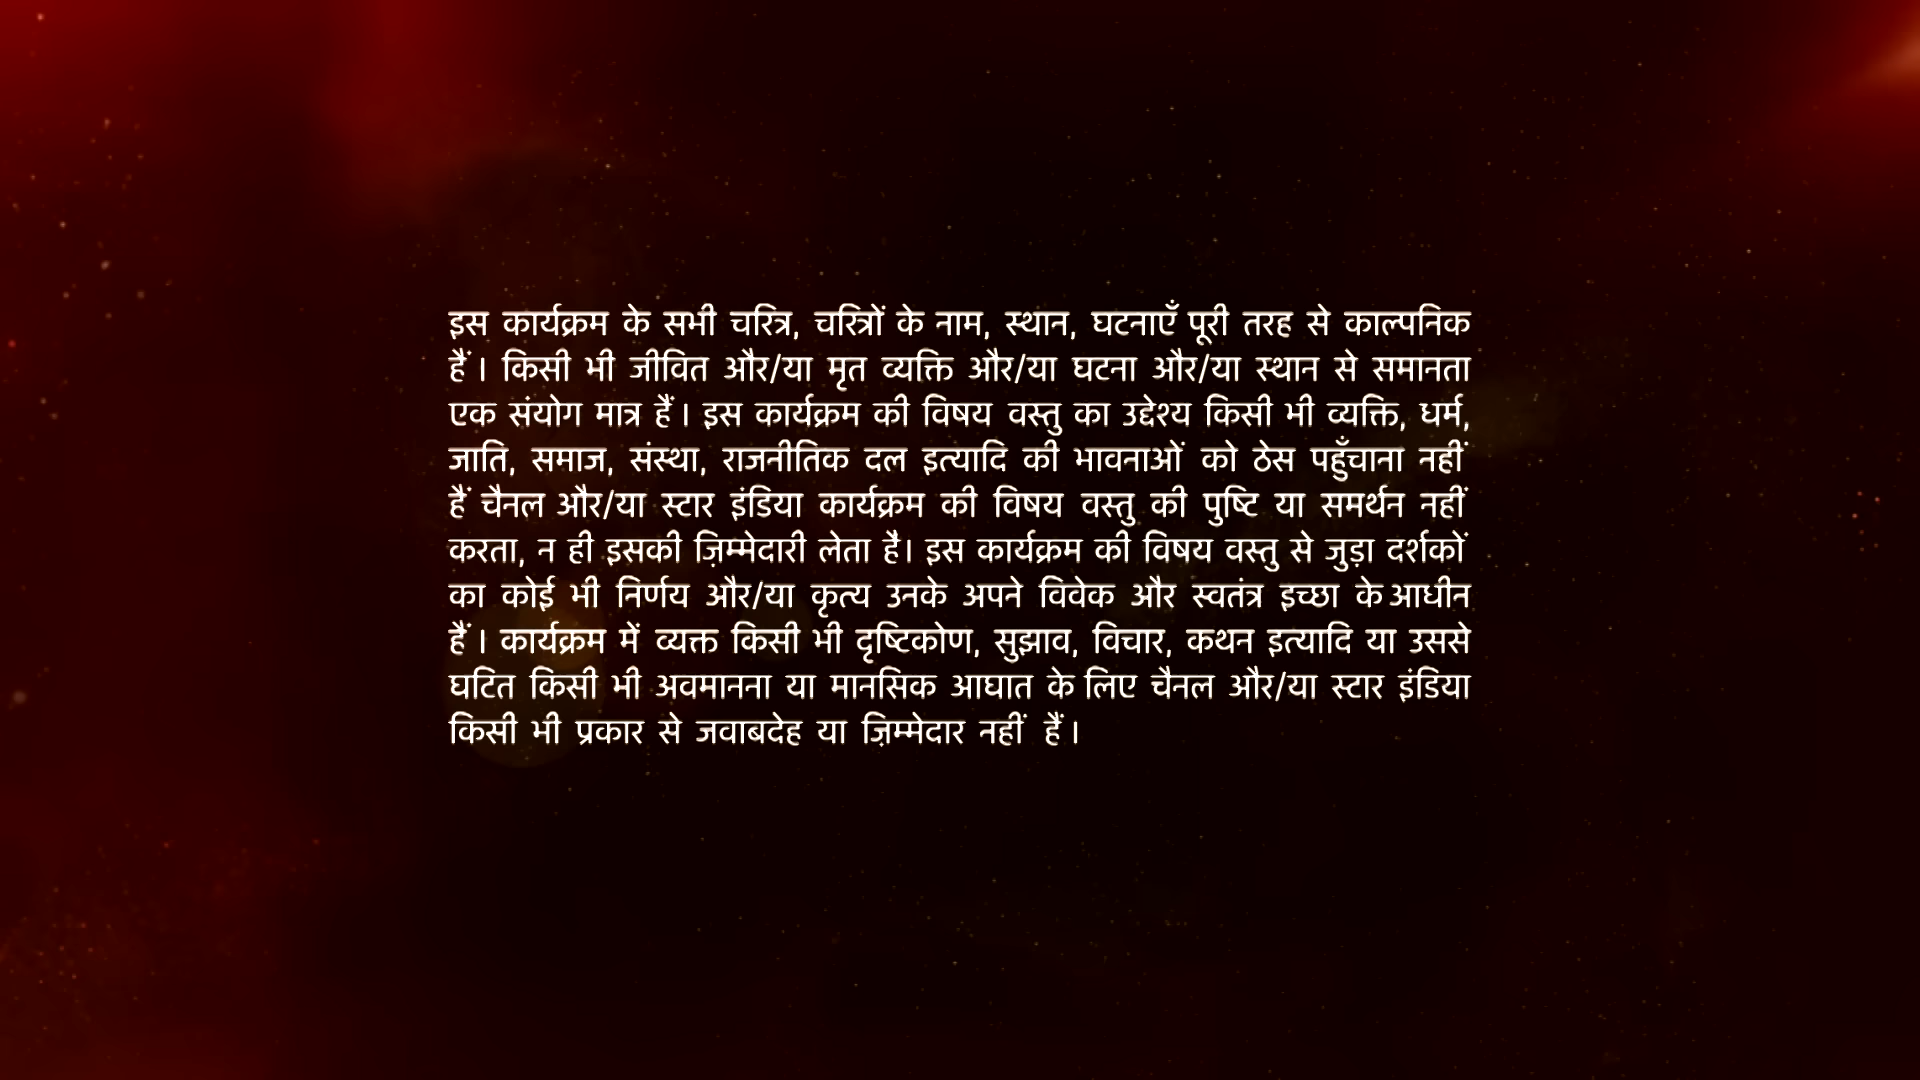 इस कार्यक्रम के सभी चरित्र, चरित्रों के नाम, स्थान, घटनाएँ पूरी तरह से काल्पनिक
हैं । किसी भी जीवित और/या मृत व्यक्ति और/या घटना और/या स्थान से समानता
एक संयोग मात्र हैं । इस कार्यक्रम की विषय वस्तु का उद्देश्य किसी भी व्यक्ति, धर्म,
जाति, समाज, संस्था, राजनीतिक दल इत्यादि की भावनाओं को ठेस पहुँचाना नहीं
हैं चैनल और/या स्टार इंडिया कार्यक्रम की विषय वस्तु की पुष्टि या समर्थन नहीं
करता, न ही इसकी ज़िम्मेदारी लेता है। इस कार्यक्रम की विषय वस्तु से जुड़ा दर्शकों
का कोई भी निर्णय और/या कृत्य उनके अपने विवेक और स्वतंत्र इच्छा के आधीन
हैं । कार्यक्रम में व्यक्त किसी भी दृष्टिकोण, सुझाव, विचार, कथन इत्यादि या उससे
घटित किसी भी अवमानना या मानसिक आघात के लिए चैनल और/या स्टार इंडिया
किसी भी प्रकार से जवाबदेह या ज़िम्मेदार नहीं हैं ।